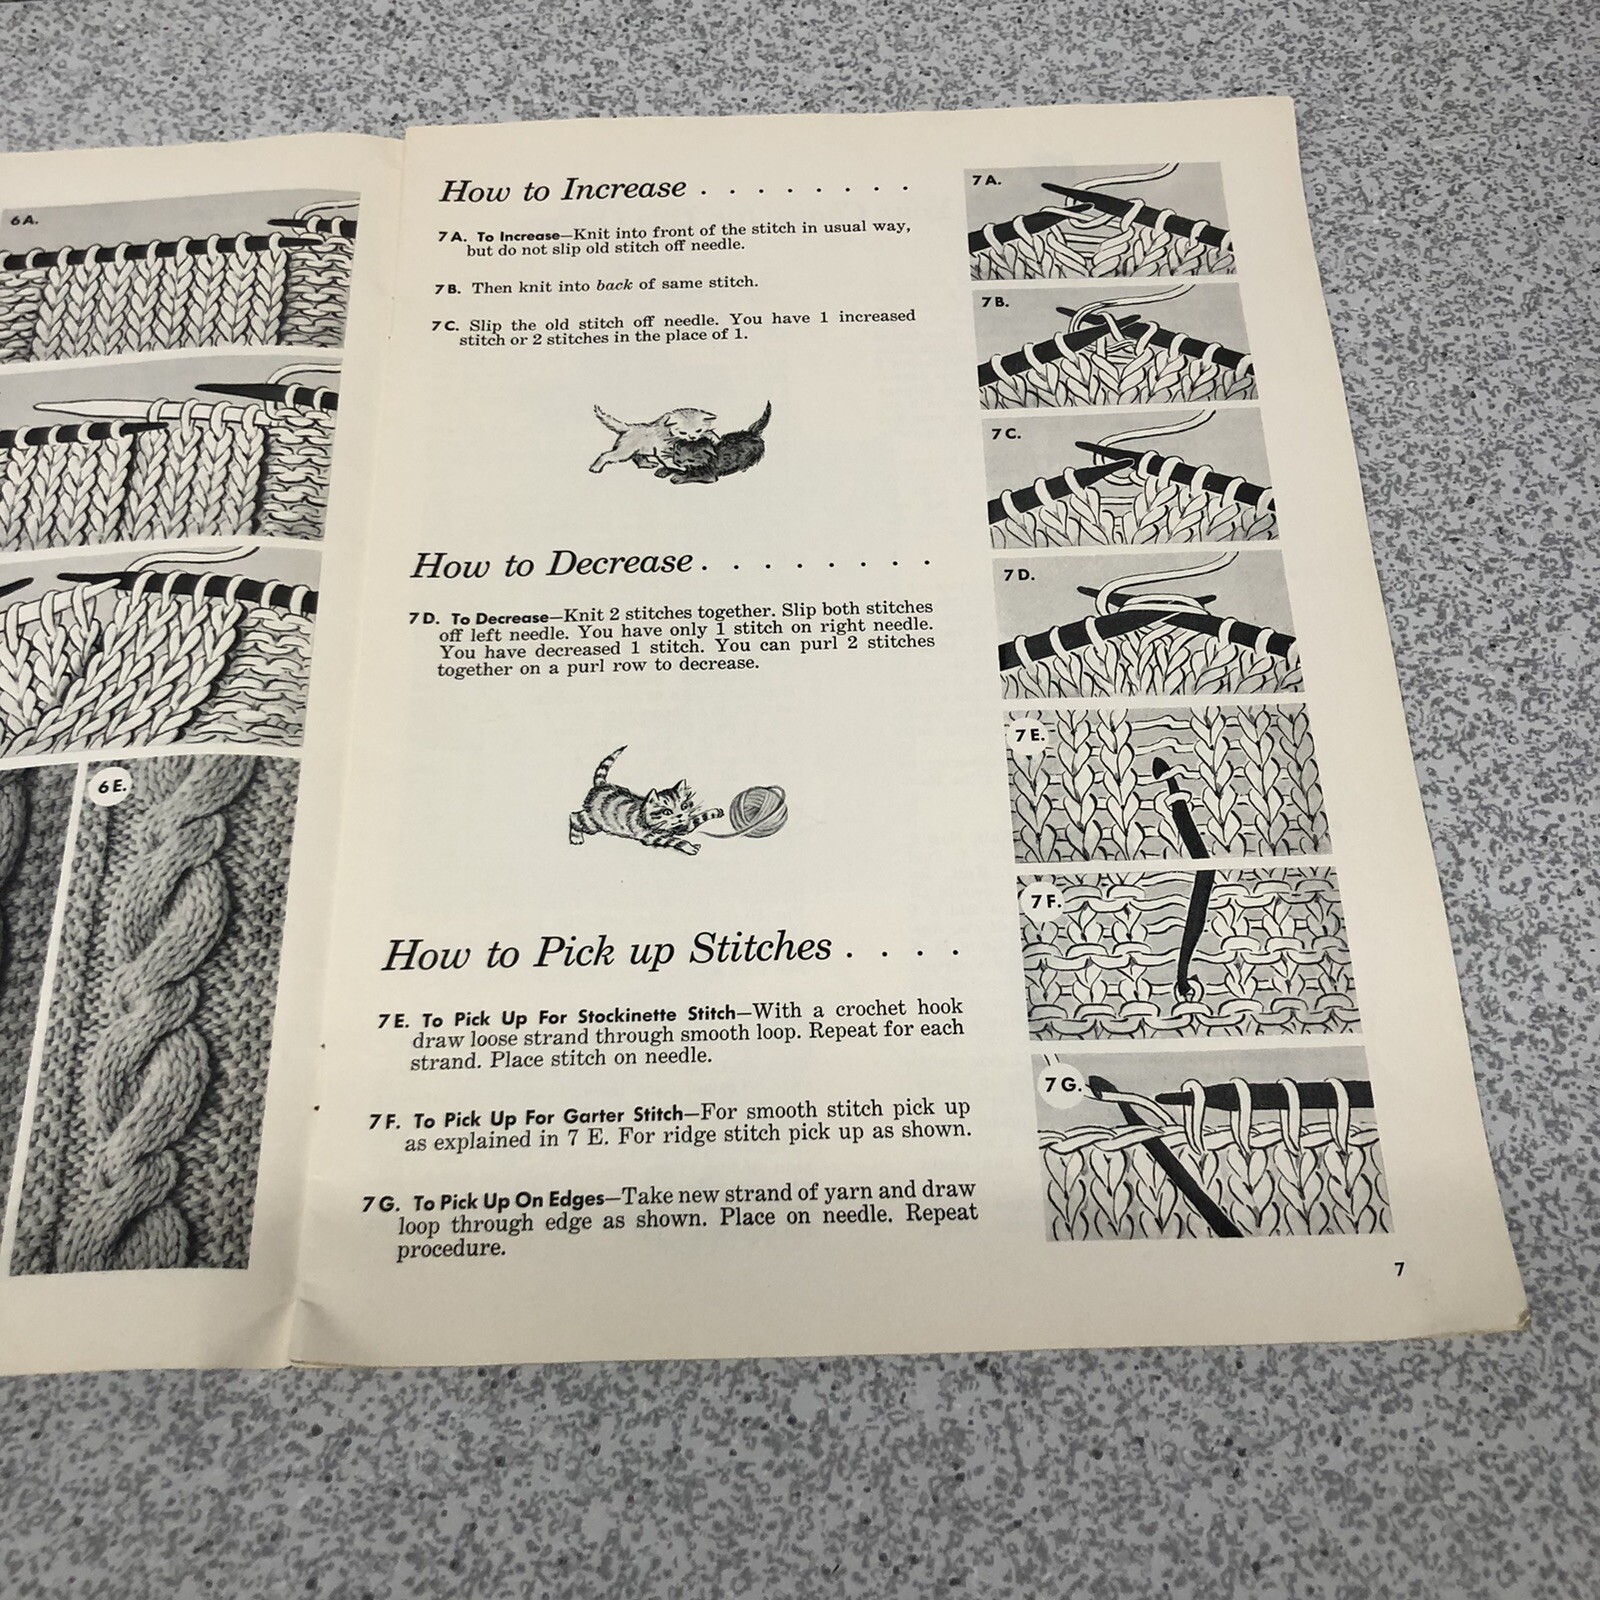 6A.
6E.
How to Increase . . . . . . . .
7A. To Increase—Knit into front of the stitch in usual way,
but do not slip old stitch off needle.
7B. Then knit into back of same stitch.
7C. Slip the old stitch off needle. You have 1 increased
stitch or 2 stitches in the place of 1.
How to Decrease . . . . . . . .
7D. To Decrease—Knit 2 stitches together. Slip both stitches
off left needle. You have only 1 stitch on right needle.
You have decreased 1 stitch. You can purl 2 stitches
together on a purl row to decrease.
How to Pick up Stitches . . . .
7E. To Pick Up For Stockinette Stitch—With a crochet hook
draw loose strand through smooth loop. Repeat for each
strand. Place stitch on needle.
7F. To Pick Up For Garter Stitch—For smooth stitch pick up
as explained in 7 E. For ridge stitch pick up as shown.
7G. To Pick Up On Edges—Take new strand of yarn and draw
loop through edge as shown. Place on needle. Repeat
procedure.
7A.
7B.
7C.
7D.
7E.
7F.
7G.
7